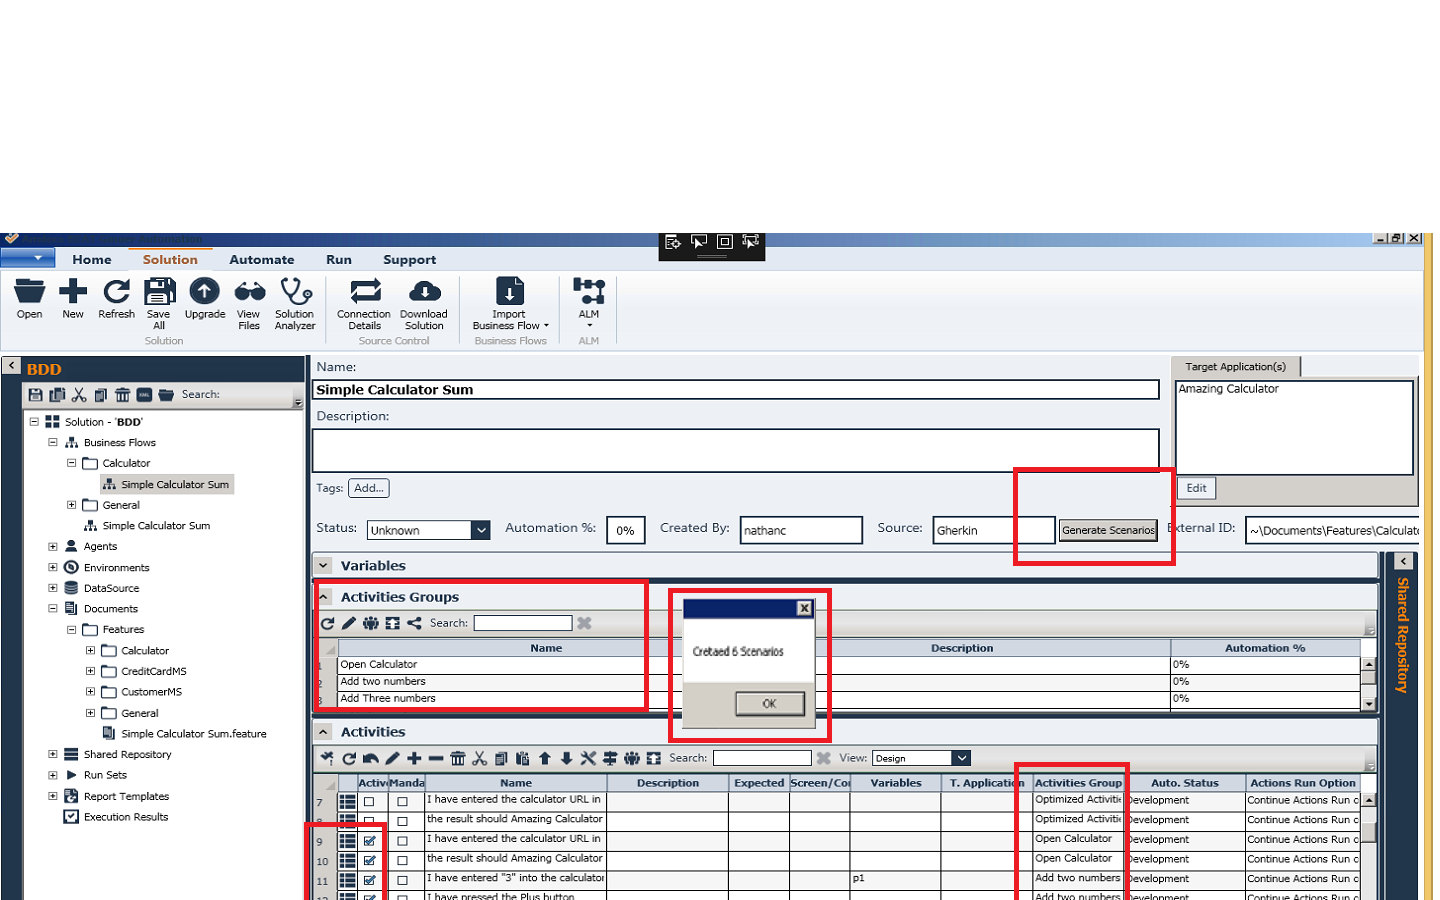 Home Solution Automate Run Support
Open New Refresh Save All Upgrade View Files Solution Analyzer Connection Details Download Solution Import Business Flow ALM
Solution Source Control Business Flows ALM
BDD
Search:
Solution - 'BDD'
Business Flows
Calculator
Simple Calculator Sum
General
Simple Calculator Sum
Agents
Environments
DataSource
Documents
Features
Calculator
CreditCardMS
CustomerMS
General
Simple Calculator Sum.feature
Shared Repository
Run Sets
Report Templates
Execution Results
Name:
Simple Calculator Sum
Description:
Tags: Add...
Target Application(s)
Amazing Calculator
Edit
Status: Unknown Automation %: 0% Created By: nathanc Source: Gherkin Generate Scenarios External ID: ~\Documents\Features\Calculato
Variables
Activities Groups
Search:
Name Description Automation %
1 Open Calculator 0%
2 Add two numbers 0%
3 Add Three numbers 0%
Cretaed 6 Scenarios
OK
Activities
Search: View: Design
Activ Manda Name Description Expected Screen/Co Variables T. Application Activities Group Auto. Status Actions Run Option
7 I have entered the calculator URL in Optimized Activiti Development Continue Actions Run o
8 the result should Amazing Calculator Optimized Activiti Development Continue Actions Run o
9 I have entered the calculator URL in Open Calculator Development Continue Actions Run o
10 the result should Amazing Calculator Open Calculator Development Continue Actions Run o
11 I have entered "3" into the calculator p1 Add two numbers Development Continue Actions Run o
12 I have pressed the Plus button Add two numbers Development Continue Actions Run o
Shared Repository